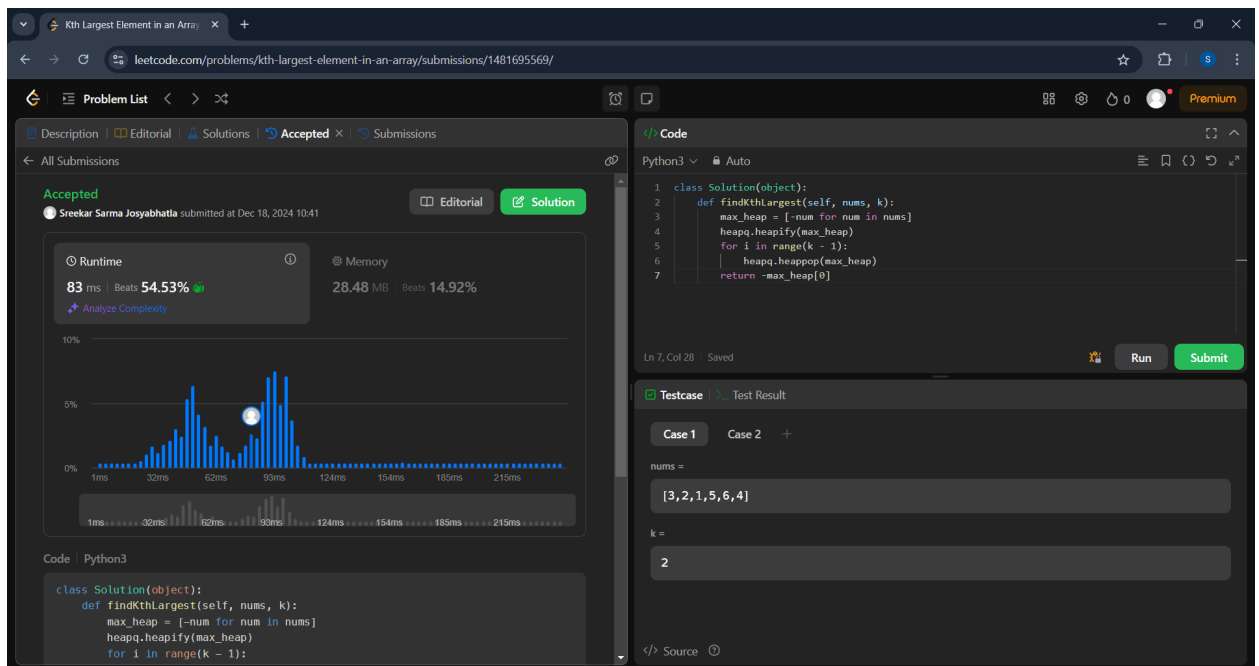 Kth Largest Element in an Array
leetcode.com/problems/kth-largest-element-in-an-array/submissions/1481695569/
S
Problem List
0
Premium
Description | Editorial | Solutions | Accepted | Submissions
All Submissions
Accepted
Sreekar Sarma Josyabhatla submitted at Dec 18, 2024 10:41
Editorial
Solution
Runtime
83 ms | Beats 54.53%
Analyze Complexity
Memory
28.48 MB | Beats 14.92%
10%
5%
0%
1ms 32ms 62ms 93ms 124ms 154ms 185ms 215ms
1ms 32ms 62ms 93ms 124ms 154ms 185ms 215ms
Code | Python3
class Solution(object):
def findKthLargest(self, nums, k):
max_heap = [-num for num in nums]
heapq.heapify(max_heap)
for i in range(k - 1):
</> Code
Python3 Auto
1 class Solution(object):
2 def findKthLargest(self, nums, k):
3 max_heap = [-num for num in nums]
4 heapq.heapify(max_heap)
5 for i in range(k - 1):
6 heapq.heappop(max_heap)
7 return -max_heap[0]
Ln 7, Col 28 | Saved
Run
Submit
Testcase | >_ Test Result
Case 1 Case 2 +
nums =
[3,2,1,5,6,4]
k =
2
</> Source